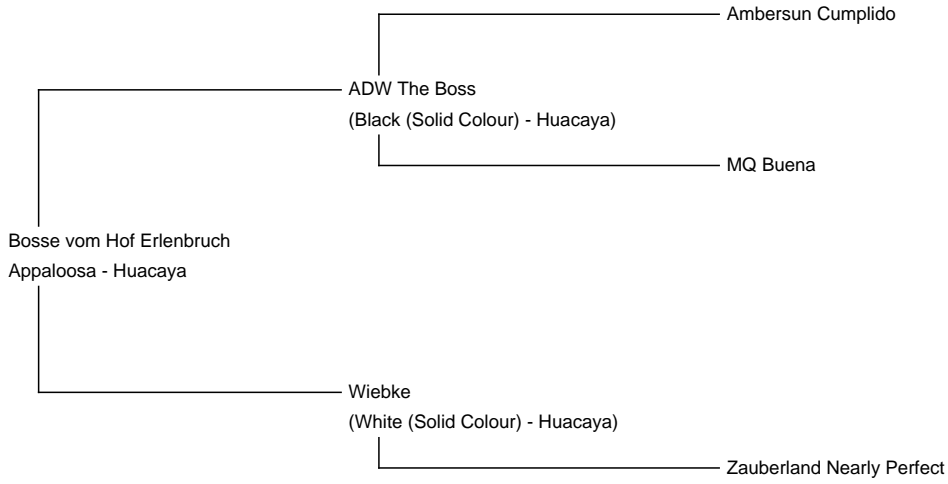 Ambersun Cumplido
ADW The Boss
(Black (Solid Colour) - Huacaya)
MQ Buena
Bosse vom Hof Erlenbruch
Appaloosa - Huacaya
Wiebke
(White (Solid Colour) - Huacaya)
Zauberland Nearly Perfect